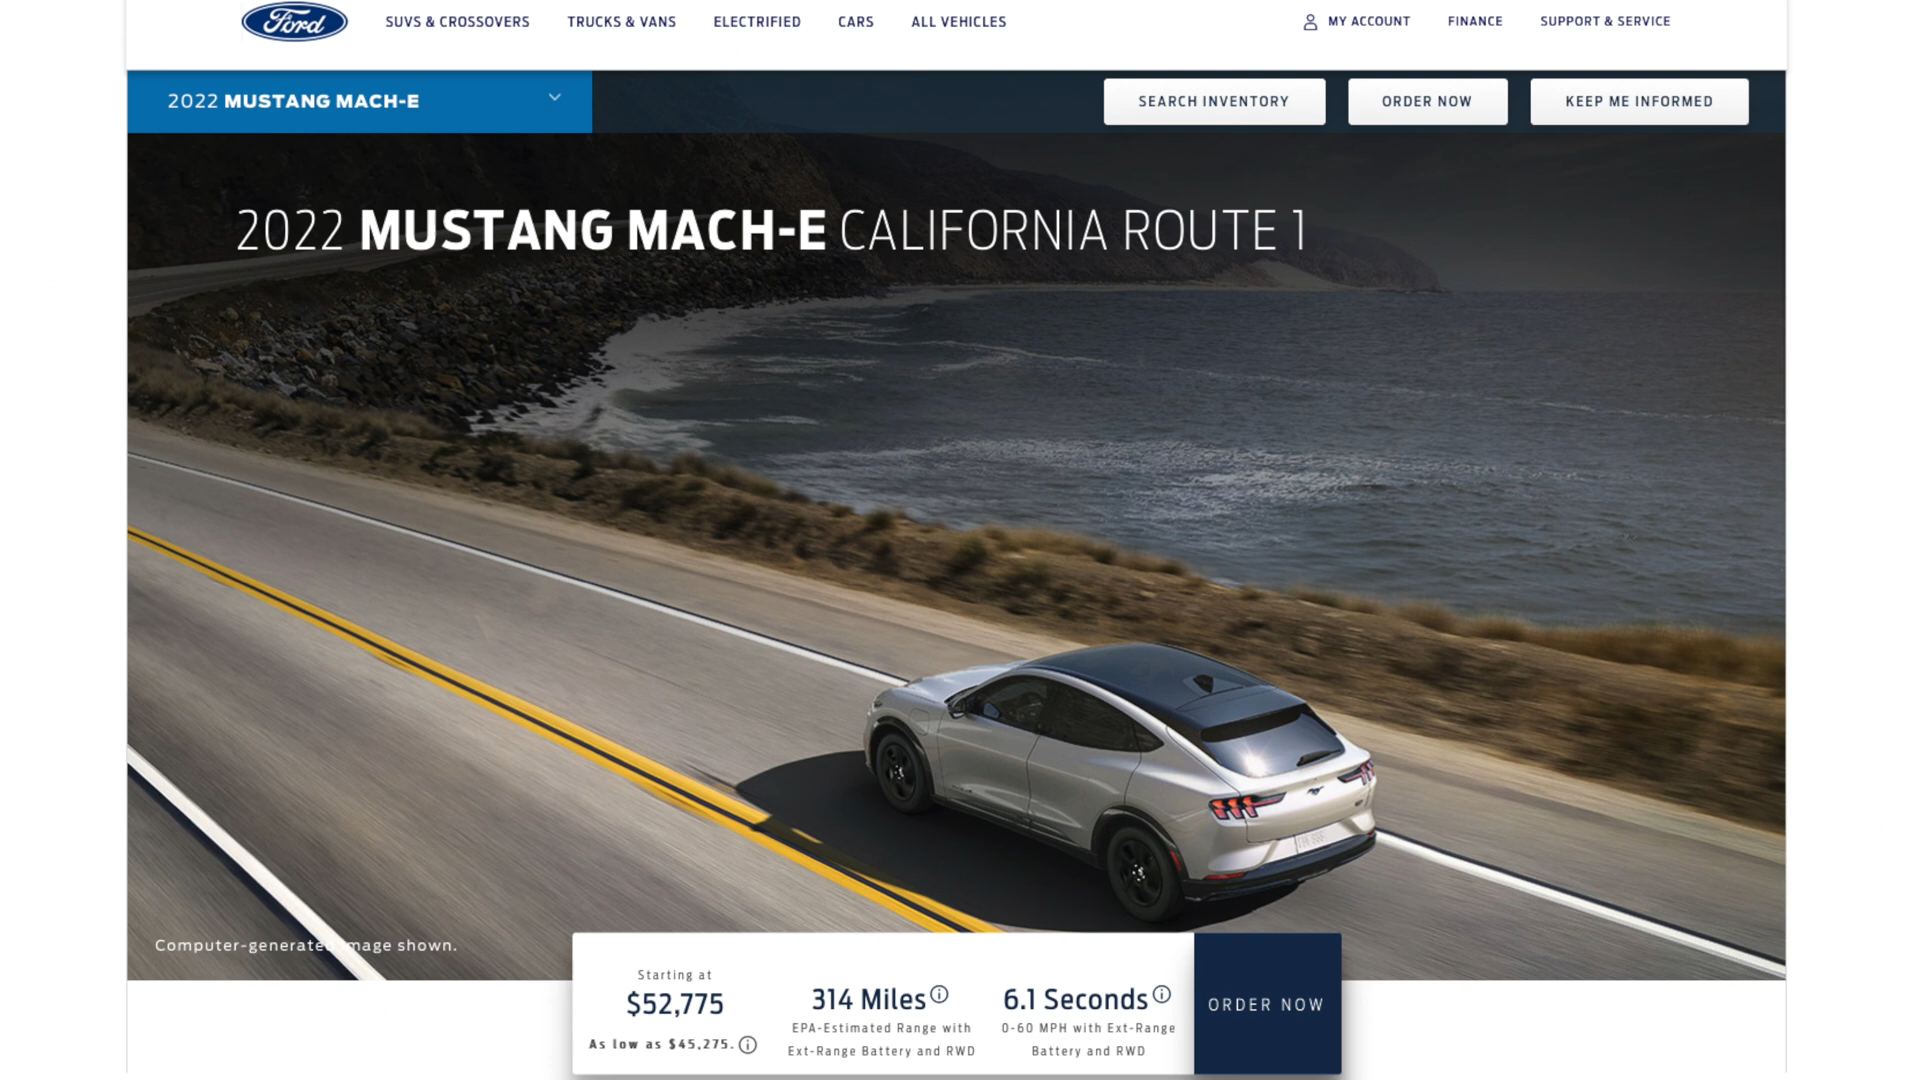 Ford
SUVS & CROSSOVERS TRUCKS & VANS ELECTRIFIED CARS ALL VEHICLES MY ACCOUNT FINANCE SUPPORT & SERVICE
2022 MUSTANG MACH-E SEARCH INVENTORY ORDER NOW KEEP ME INFORMED
2022 MUSTANG MACH-E CALIFORNIA ROUTE 1
Computer-generated image shown.
Starting at
$52,775
As low as $45,275.
314 Miles
EPA-Estimated Range with
Ext-Range Battery and RWD
6.1 Seconds
0-60 MPH with Ext-Range
Battery and RWD
ORDER NOW